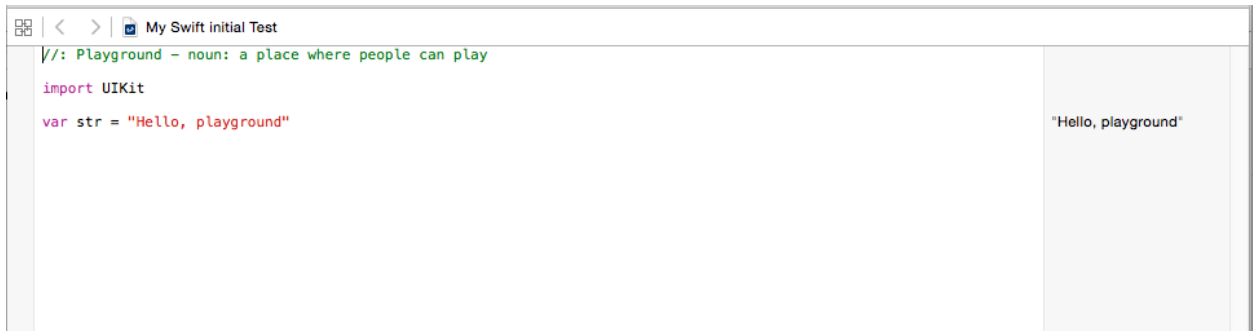 My Swift initial Test
//: Playground – noun: a place where people can play
import UIKit
var str = "Hello, playground"
"Hello, playground"